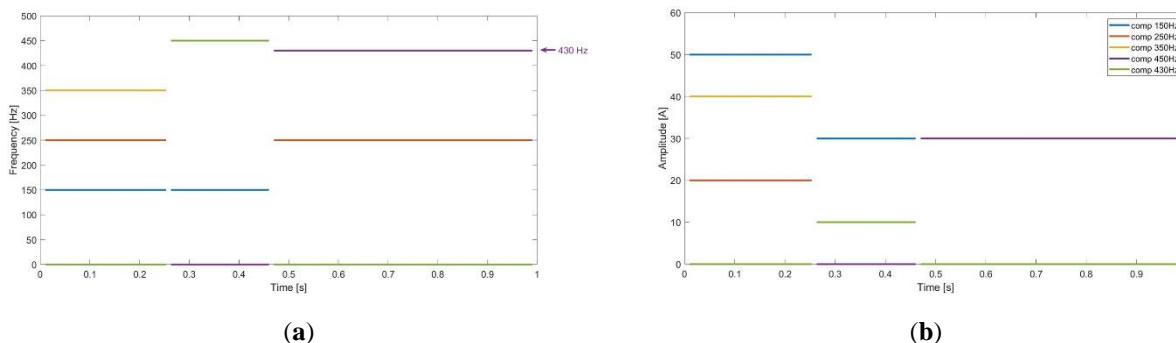 500
450
400
350
300
250
200
150
100
50
0
Frequency [Hz]
0 0.1 0.2 0.3 0.4 0.5 0.6 0.7 0.8 0.9 1
Time [s]
430 Hz
(a)
60
50
40
30
20
10
0
Amplitude [A]
0 0.1 0.2 0.3 0.4 0.5 0.6 0.7 0.8 0.9
Time [s]
comp 150Hz
comp 250Hz
comp 350Hz
comp 450Hz
comp 430Hz
(b)